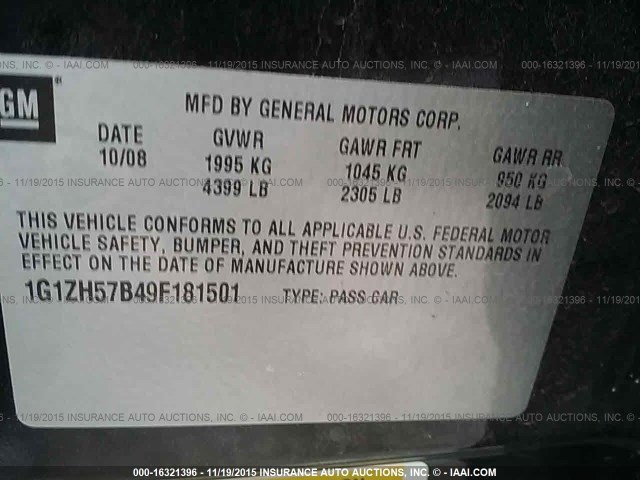 GM
MFD BY GENERAL MOTORS CORP.
DATE GVWR GAWR FRT GAWR RR
10/08 1995 KG 1045 KG 950 KG
4399 LB 2305 LB 2094 LB
THIS VEHICLE CONFORMS TO ALL APPLICABLE U.S. FEDERAL MOTOR
VEHICLE SAFETY, BUMPER, AND THEFT PREVENTION STANDARDS IN
EFFECT ON THE DATE OF MANUFACTURE SHOWN ABOVE.
1G1ZH57B49F181501 TYPE: PASS CAR
000-16321396 - 11/19/2015 INSURANCE AUTO AUCTIONS, INC. - © IAAI.COM